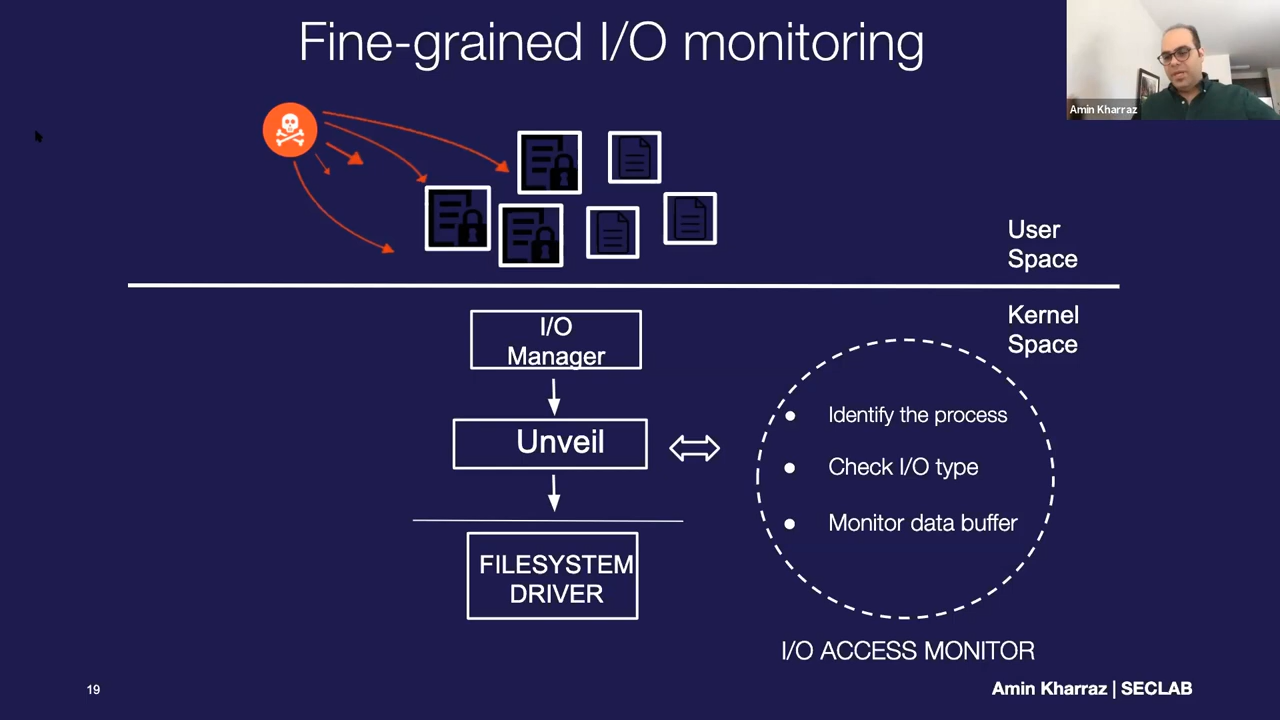 Fine-grained I/O monitoring
Amin Kharraz
User
Space
Kernel
Space
I/O
Manager
Unveil
FILESYSTEM
DRIVER
● Identify the process
● Check I/O type
● Monitor data buffer
I/O ACCESS MONITOR
19
Amin Kharraz | SECLAB